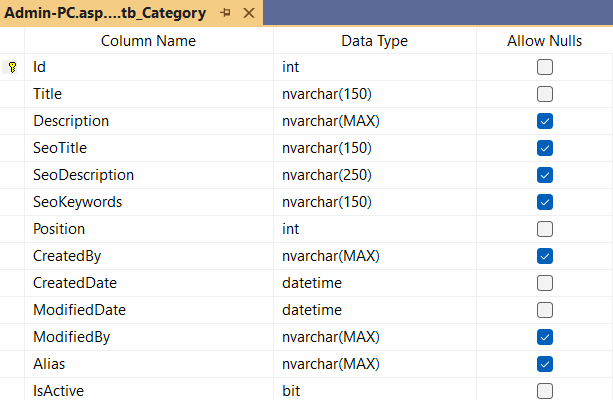 Admin-PC.asp....tb_Category
Column Name Data Type Allow Nulls
Id int
Title nvarchar(150)
Description nvarchar(MAX)
SeoTitle nvarchar(150)
SeoDescription nvarchar(250)
SeoKeywords nvarchar(150)
Position int
CreatedBy nvarchar(MAX)
CreatedDate datetime
ModifiedDate datetime
ModifiedBy nvarchar(MAX)
Alias nvarchar(MAX)
IsActive bit